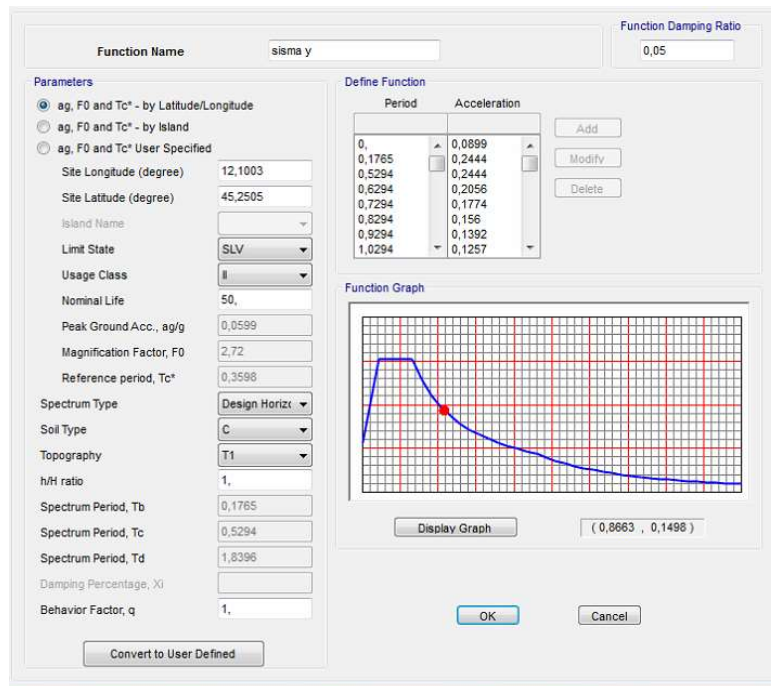 Function Name
sisma y
Function Damping Ratio
0,05
Parameters
ag, F0 and Tc* - by Latitude/Longitude
ag, F0 and Tc* - by Island
ag, F0 and Tc* User Specified
Site Longitude (degree) 12,1003
Site Latitude (degree) 45,2505
Island Name
Limit State SLV
Usage Class II
Nominal Life 50,
Peak Ground Acc., ag/g 0,0599
Magnification Factor, F0 2,72
Reference period, Tc* 0,3598
Spectrum Type Design Horizc
Soil Type C
Topography T1
h/H ratio 1,
Spectrum Period, Tb 0,1765
Spectrum Period, Tc 0,5294
Spectrum Period, Td 1,8396
Damping Percentage, Xi
Behavior Factor, q 1,
Convert to User Defined
Define Function
Period Acceleration
0, 0,0899
0,1765 0,2444
0,5294 0,2444
0,6294 0,2056
0,7294 0,1774
0,8294 0,156
0,9294 0,1392
1,0294 0,1257
Add
Modify
Delete
Function Graph
Display Graph
( 0,8663 , 0,1498 )
OK
Cancel